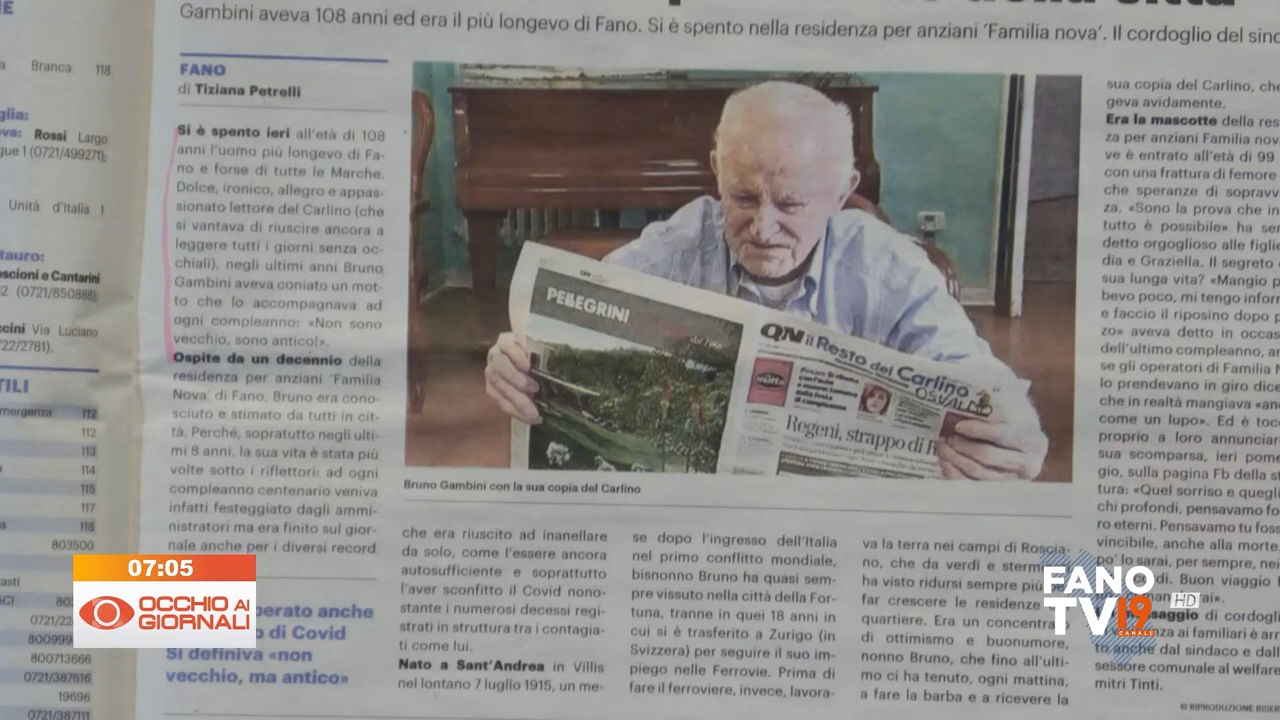 Gambini aveva 108 anni ed era il più longevo di Fano. Si è spento nella residenza per anziani 'Familia nova'. Il cordoglio del
FANO
di Tiziana Petrelli
Si è spento ieri all'età di 108
anni l'uomo più longevo di Fa-
no e forse di tutte le Marche.
Dolce, ironico, allegro e appas-
sionato lettore del Carlino (che
si vantava di riuscire ancora a
leggere tutti i giorni senza oc-
chiali), negli ultimi anni Bruno
Gambini aveva coniato un mot-
to che lo accompagnava ad
ogni compleanno: «Non sono
vecchio, sono antico!».
Ospite da un decennio della
residenza per anziani 'Familia
Nova' di Fano, Bruno era cono-
sciuto e stimato da tutti in cit-
tà. Perché, sopratutto negli ulti-
mi 8 anni, la sua vita è stata più
volte sotto i riflettori: ad ogni
compleanno centenario veniva
infatti festeggiato dagli ammi-
nistratori ma era finito sul gior-
nale anche per i diversi record
PELLEGRINI
QN il Resto del Carlino
OSVALDO
Regeni, strappo di
Bruno Gambini con la sua copia del Carlino
che era riuscito ad inanellare
da solo, come l'essere ancora
autosufficiente e soprattutto
l'aver sconfitto il Covid nono-
stante i numerosi decessi regi-
strati in struttura tra i contagia-
ti come lui.
Nato a Sant'Andrea in Villis
nel lontano 7 luglio 1915, un me-
se dopo l'ingresso dell'Italia
nel primo conflitto mondiale,
bisnonno Bruno ha quasi sem-
pre vissuto nella città della For-
tuna, tranne in quei 18 anni in
cui si è trasferito a Zurigo (in
Svizzera) per seguire il suo im-
piego nelle Ferrovie. Prima di
fare il ferroviere, invece, lavora-
va la terra nei campi di Roscia-
no, che da verdi e
ha visto ridursi sempre più
far crescere le residenze
quartiere. Era un
di ottimismo e buonumore,
nonno Bruno, che fino all'ulti-
mo ci ha tenuto, ogni mattina,
a fare la barba e a ricevere la
sua copia del Carlino, che
geva avidamente.
Era la mascotte della res
za per anziani Familia nov
ve è entrato all'età di 99
con una frattura di femore
che speranze di sopravv
za. «Sono la prova che in
tutto è possibile» ha se
detto orgoglioso alle figli
dia e Graziella. Il segreto
sua lunga vita? «Mangio p
bevo poco, mi tengo infor
e faccio il riposino dopo p
zo» aveva detto in occas
dell'ultimo compleanno, an
se gli operatori di Familia N
lo prendevano in giro dice
che in realtà mangiava «an
come un lupo». Ed è toc
proprio a loro annunciar
sua scomparsa, ieri pome
gio, sulla pagina Fb della st
tura: «Quel sorriso e quegli
chi profondi, pensavamo fo
ro eterni. Pensavamo tu foss
vincibile, anche alla morte
po' lo sarai, per sempre, nei
di. Buon viaggio
di cordogl
ai familiari è arr
to anche dal sindaco e dall
sessore comunale al welfare
mitri Tinti.
© RIPRODUZIONE RISER
perato anche
di Covid
Si definiva «non
vecchio, ma antico»
Branca 118
Rossi Largo
gue 1 (0721/499271);
Unità d'Italia 1
Cantarini
2 (0721/850888);
Via Luciano
22/2781).
TILI
mergenza 112
112
113
114
115
117
118
803500
800713666
0721/387616
19696
0721/387111
07:05
OCCHIO AI
GIORNALI
FANO
TV 19 HD
CANALE